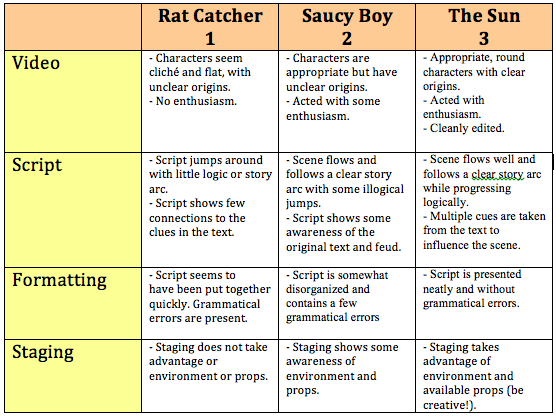 Rat Catcher
1
Saucy Boy
2
The Sun
3
Video
- Characters seem
cliché and flat, with
unclear origins.
- No enthusiasm.
- Characters are
appropriate but have
unclear origins.
- Acted with some
enthusiasm.
- Appropriate, round
characters with clear
origins.
- Acted with
enthusiasm.
- Cleanly edited.
Script
- Script jumps around
with little logic or story
arc.
- Script shows few
connections to the
clues in the text.
- Scene flows and
follows a clear story
arc with some illogical
jumps.
- Script shows some
awareness of the
original text and feud.
- Scene flows well and
follows a clear story arc
while progressing
logically.
- Multiple cues are taken
from the text to
influence the scene.
Formatting
- Script seems to
have been put together
quickly. Grammatical
errors are present.
- Script is somewhat
disorganized and
contains a few
grammatical errors
- Script is presented
neatly and without
grammatical errors.
Staging
- Staging does not take
advantage or
environment or props.
- Staging shows some
awareness of
environment and
props.
- Staging takes
advantage of
environment and
available props (be
creative!).